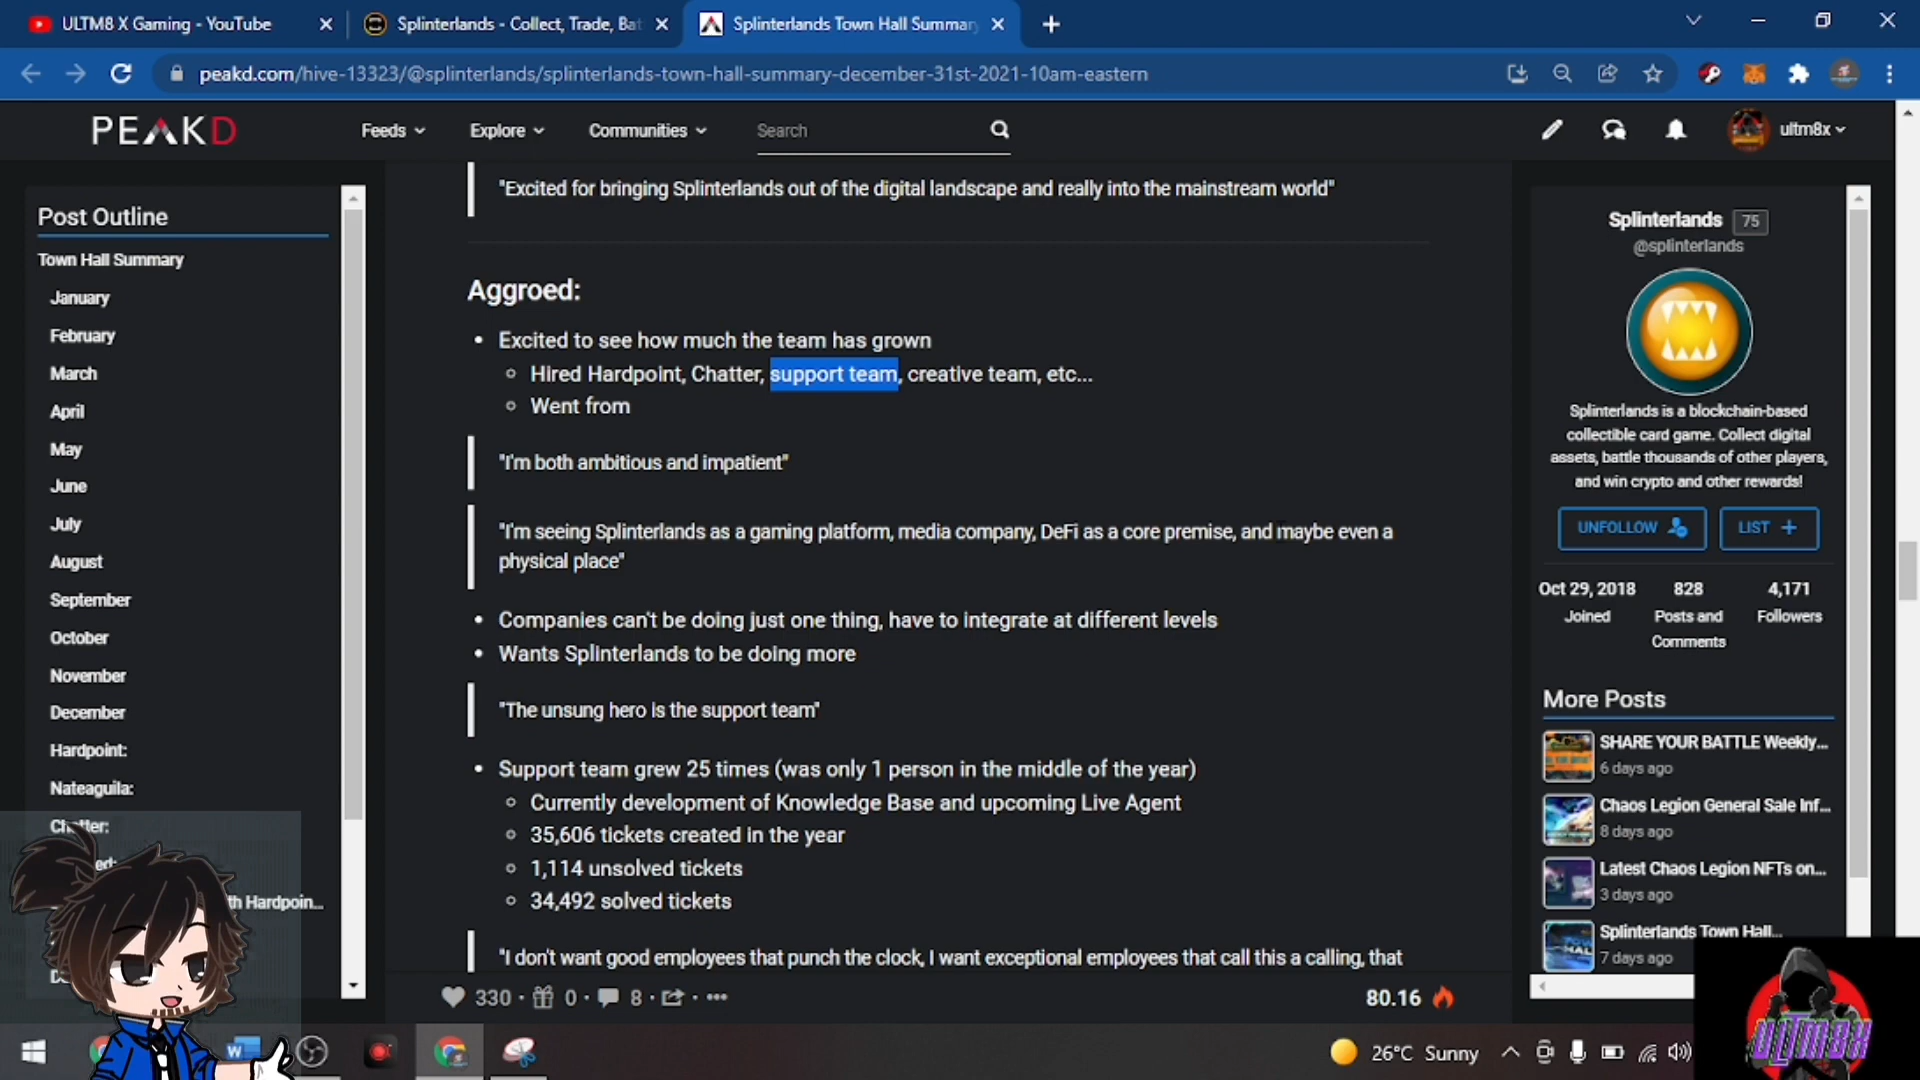 ULTM8 X Gaming - YouTube
Splinterlands - Collect, Trade, Bat
Splinterlands Town Hall Summar
peakd.com/hive-13323/@splinterlands/splinterlands-town-hall-summary-december-31st-2021-10am-eastern
PEAKD
Feeds
Explore
Communities
Search
ultm8x
Post Outline
Town Hall Summary
January
February
March
April
May
June
July
August
September
October
November
December
Hardpoint:
Nateaguila:
Chatter:
ed:
th Hardpoin...
"Excited for bringing Splinterlands out of the digital landscape and really into the mainstream world"
Aggroed:
• Excited to see how much the team has grown
Hired Hardpoint, Chatter, support team, creative team, etc...
Went from
"I'm both ambitious and impatient"
"I'm seeing Splinterlands as a gaming platform, media company, DeFi as a core premise, and maybe even a
physical place"
• Companies can't be doing just one thing, have to integrate at different levels
• Wants Splinterlands to be doing more
"The unsung hero is the support team"
• Support team grew 25 times (was only 1 person in the middle of the year)
Currently development of Knowledge Base and upcoming Live Agent
35,606 tickets created in the year
1,114 unsolved tickets
34,492 solved tickets
"I don't want good employees that punch the clock, I want exceptional employees that call this a calling, that
330 · 0 · 8 · · •••
80.16
Splinterlands 75
@splinterlands
Splinterlands is a blockchain-based
collectible card game. Collect digital
assets, battle thousands of other players,
and win crypto and other rewards!
UNFOLLOW
LIST +
Oct 29, 2018
Joined
828
Posts and
Comments
4,171
Followers
More Posts
SHARE YOUR BATTLE Weekly...
6 days ago
Chaos Legion General Sale Inf...
8 days ago
Latest Chaos Legion NFTs on...
3 days ago
Splinterlands Town Hall...
7 days ago
26°C Sunny
ULTM8X